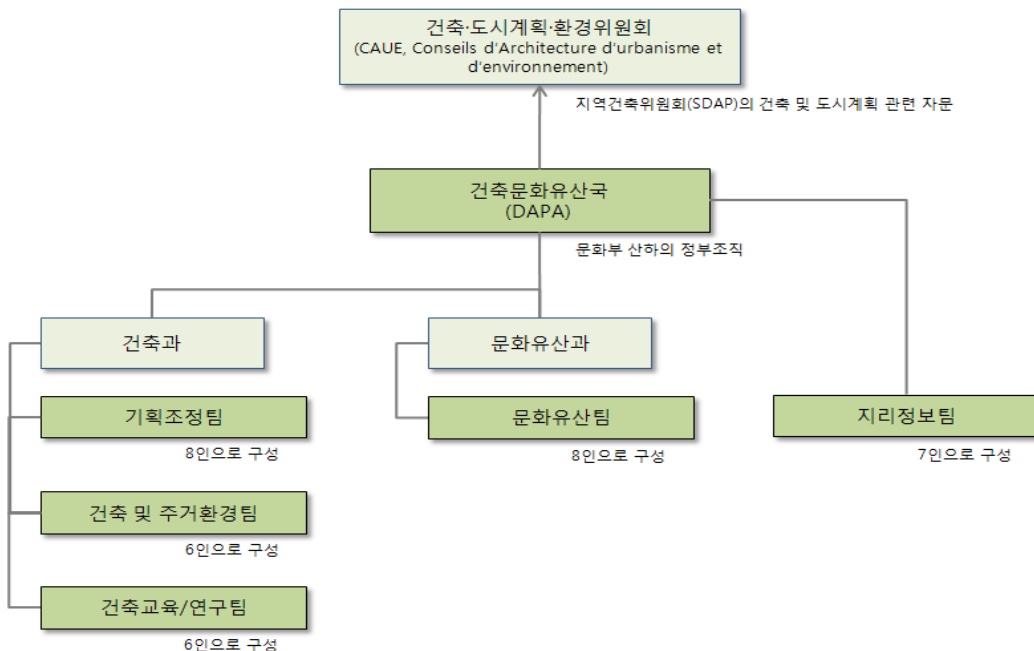 건축·도시계획·환경위원회
(CAUE, Conseils d'Architecture d'urbanisme et
d'environnement)
지역건축위원회(SDAP)의 건축 및 도시계획 관련 자문
건축문화유산국
(DAPA)
문화부 산하의 정부조직
건축과
문화유산과
기획조정팀
8인으로 구성
문화유산팀
8인으로 구성
지리정보팀
7인으로 구성
건축 및 주거환경팀
6인으로 구성
건축교육/연구팀
6인으로 구성